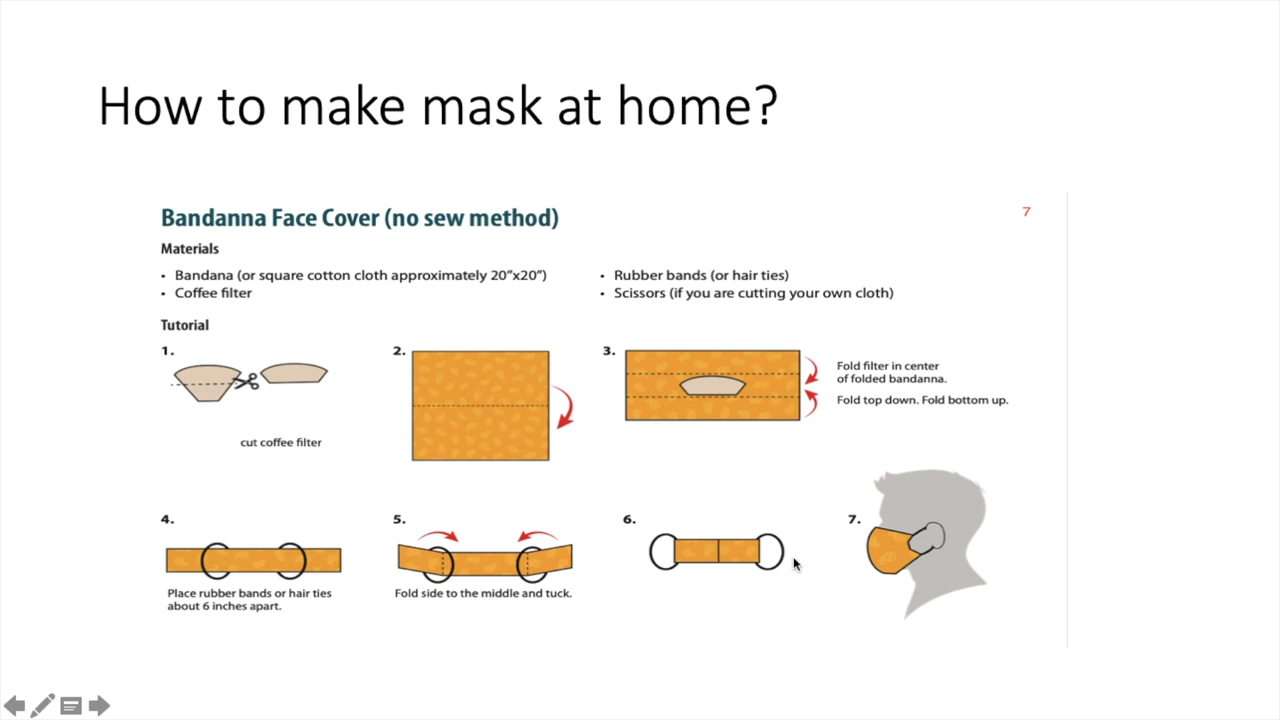 How to make mask at home?
Bandanna Face Cover (no sew method)
7
Materials
• Bandana (or square cotton cloth approximately 20”x20”)
• Coffee filter
• Rubber bands (or hair ties)
• Scissors (if you are cutting your own cloth)
Tutorial
1.
cut coffee filter
2.
3.
Fold filter in center
of folded bandanna.
Fold top down. Fold bottom up.
4.
Place rubber bands or hair ties
about 6 inches apart.
5.
Fold side to the middle and tuck.
6.
7.